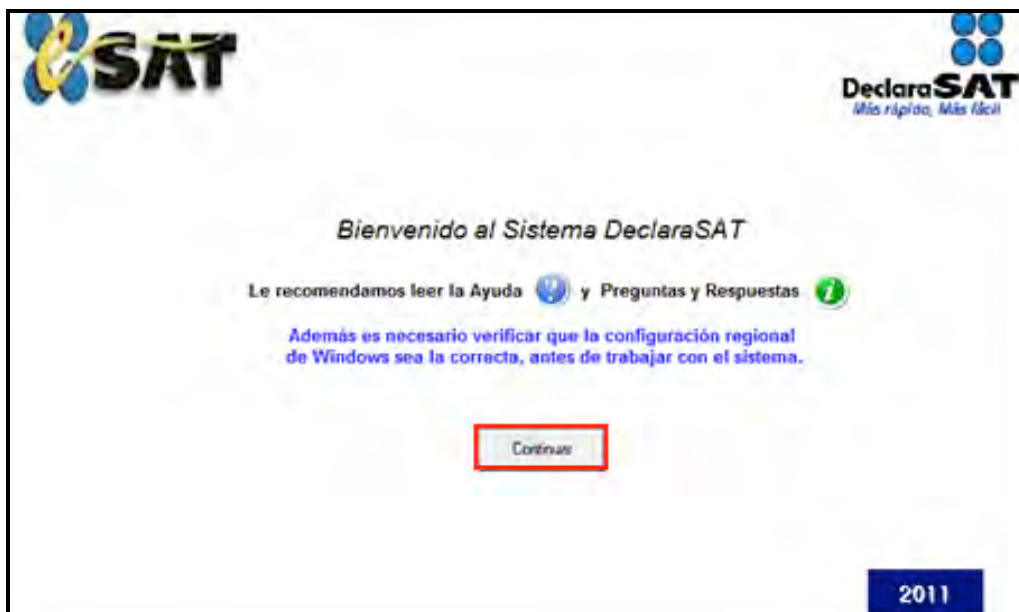 eSAT
DeclaraSAT
Más rápido, Más fácil
Bienvenido al Sistema DeclaraSAT
Le recomendamos leer la Ayuda ? y Preguntas y Respuestas i
Además es necesario verificar que la configuración regional
de Windows sea la correcta, antes de trabajar con el sistema.
Continuar
2011